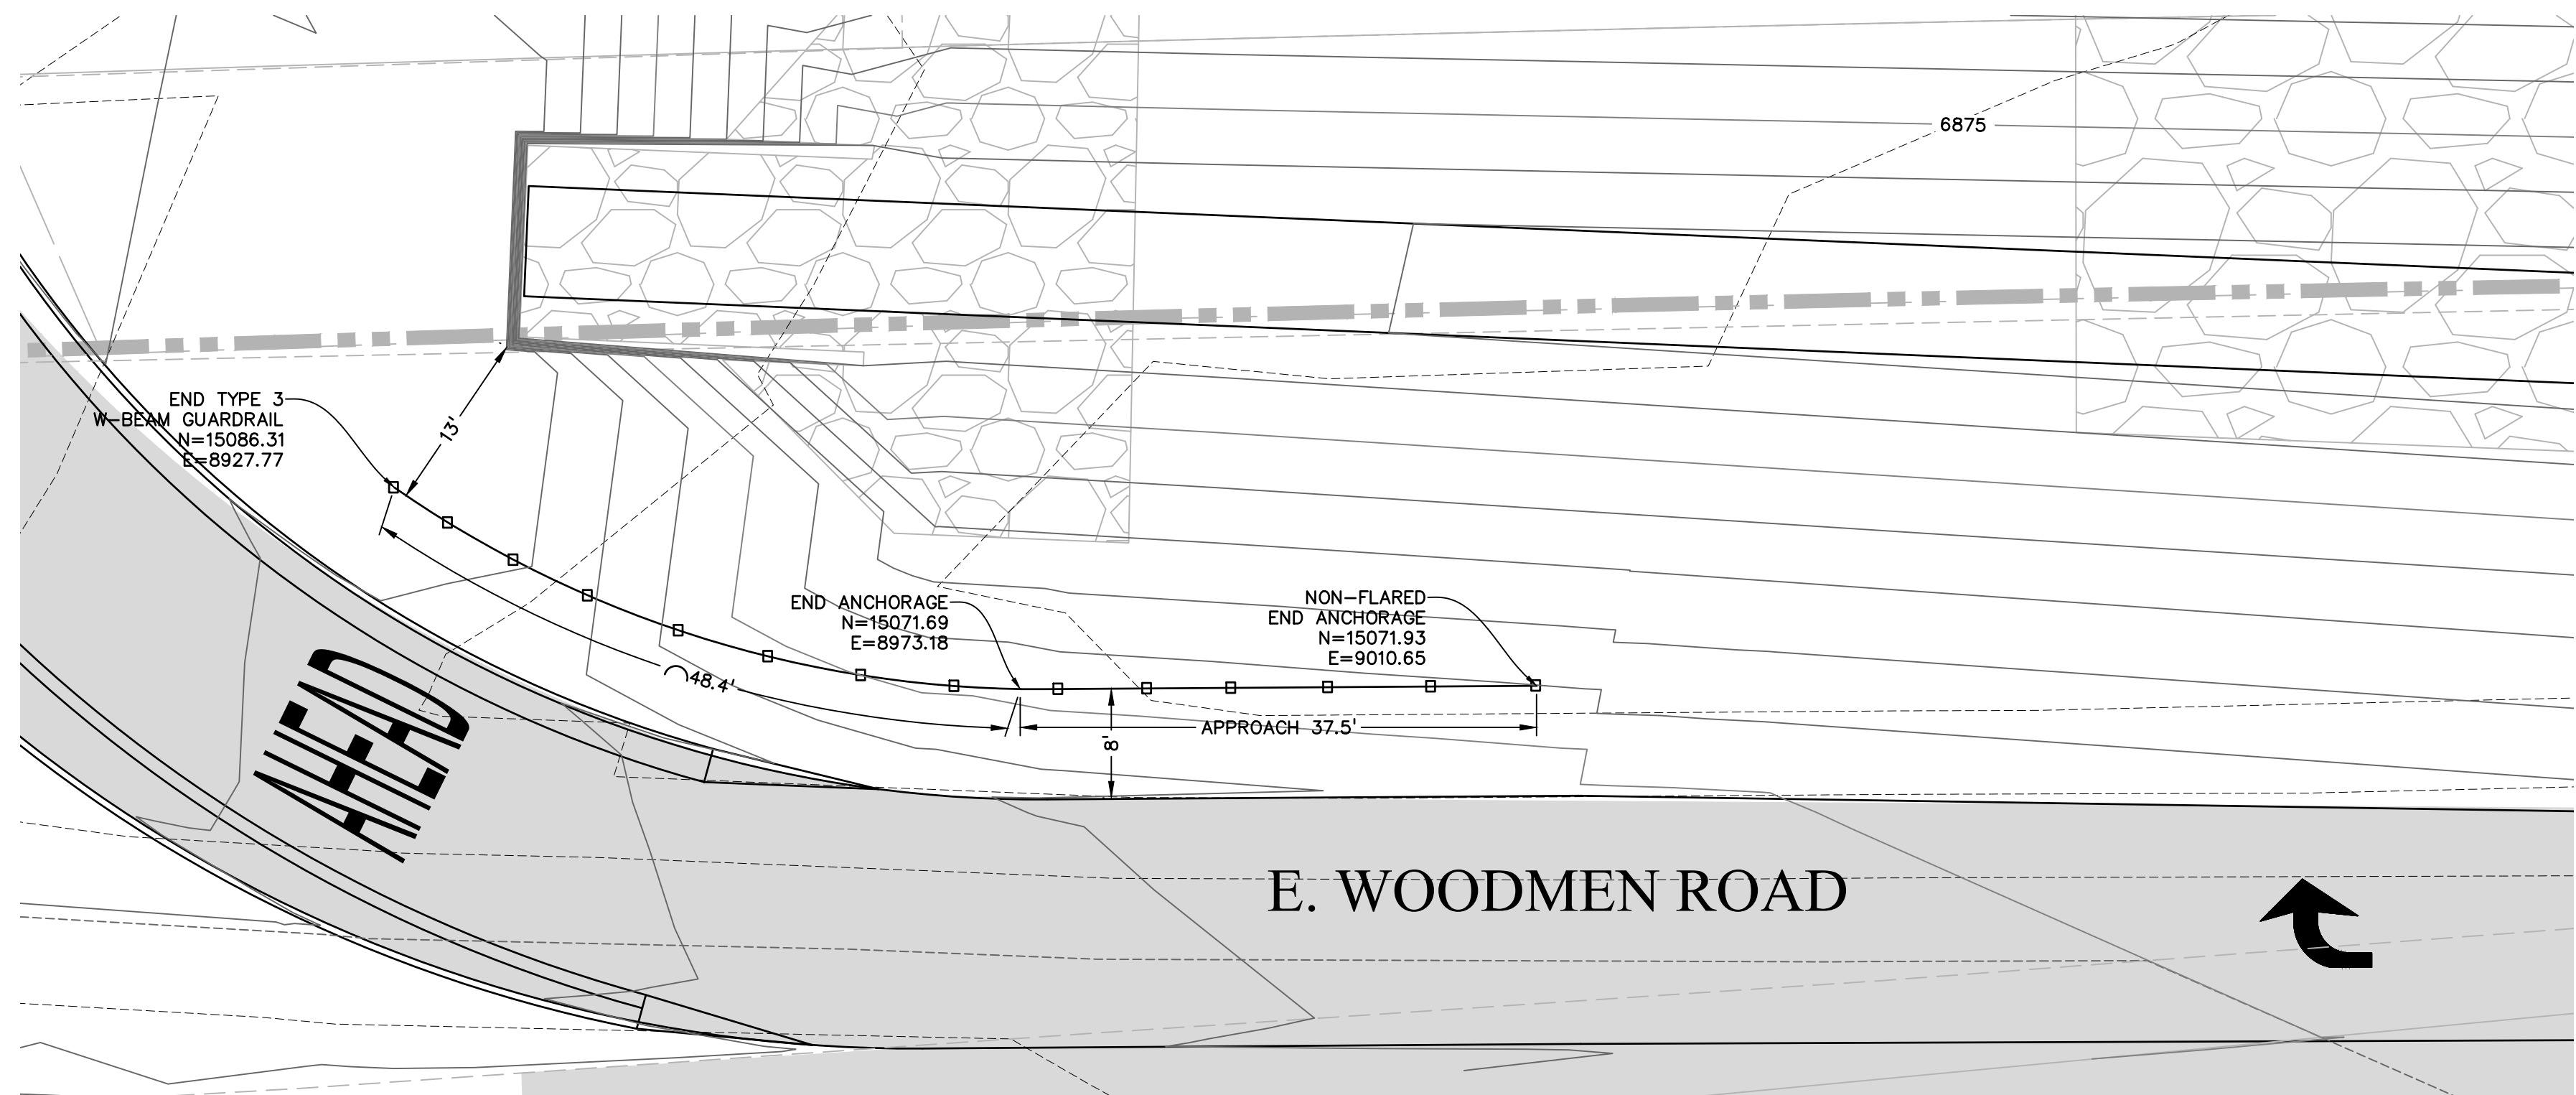 6875
END TYPE 3
W-BEAM GUARDRAIL
N=15086.31
E=8927.77
13'
END ANCHORAGE
N=15071.69
E=8973.18
NON-FLARED
END ANCHORAGE
N=15071.93
E=9010.65
48.4'
APPROACH 37.5'
8'
AHEAD
E. WOODMEN ROAD